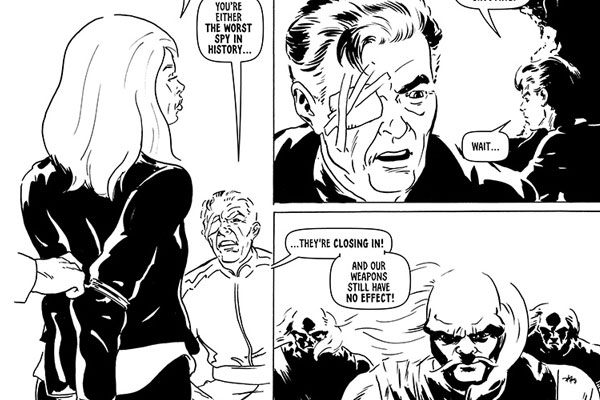 YOU'RE
EITHER
THE WORST
SPY IN
HISTORY...
WAIT...
...THEY'RE CLOSING IN!
AND OUR
WEAPONS
STILL HAVE
NO EFFECT!